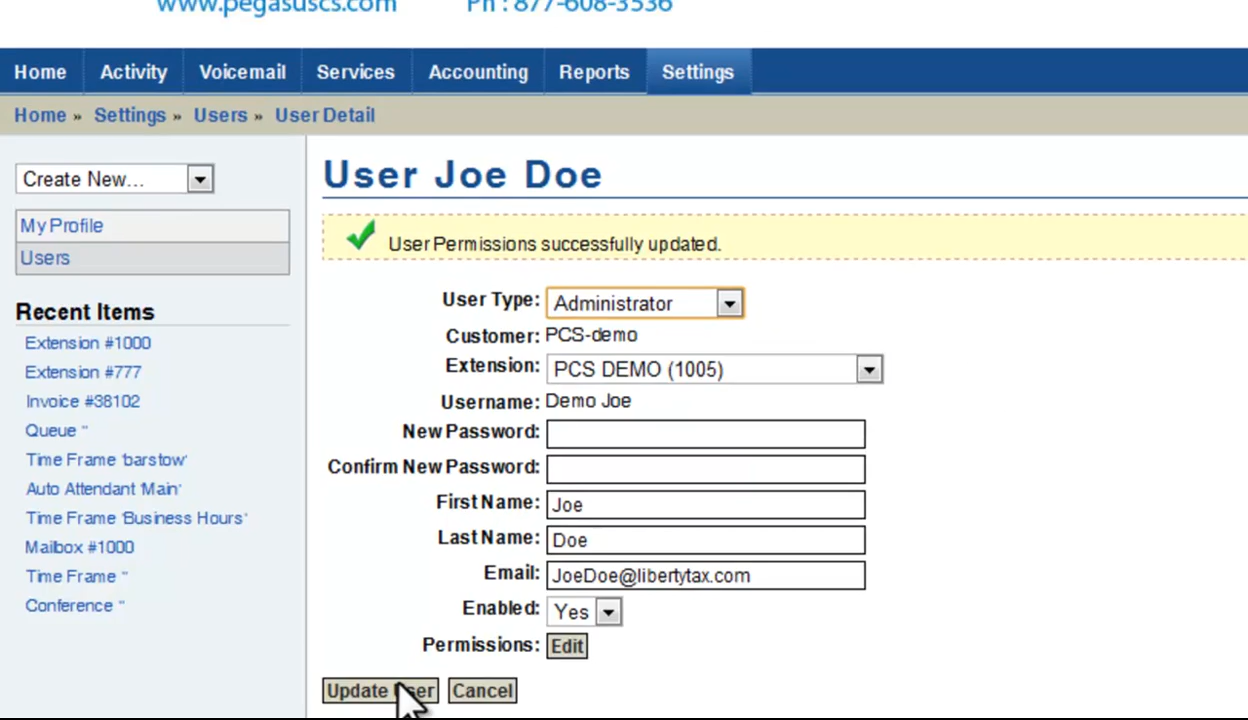 www.pegasuscs.com Ph : 877-608-3536
Home Activity Voicemail Services Accounting Reports Settings
Home » Settings » Users » User Detail
Create New...
My Profile
Users
Recent Items
Extension #1000
Extension #777
Invoice #38102
Queue ''
Time Frame 'barstow'
Auto Attendant 'Main'
Time Frame 'Business Hours'
Mailbox #1000
Time Frame ''
Conference ''
User Joe Doe
User Permissions successfully updated.
User Type: Administrator
Customer: PCS-demo
Extension: PCS DEMO (1005)
Username: Demo Joe
New Password:
Confirm New Password:
First Name: Joe
Last Name: Doe
Email: JoeDoe@libertytax.com
Enabled: Yes
Permissions: Edit
Update User Cancel